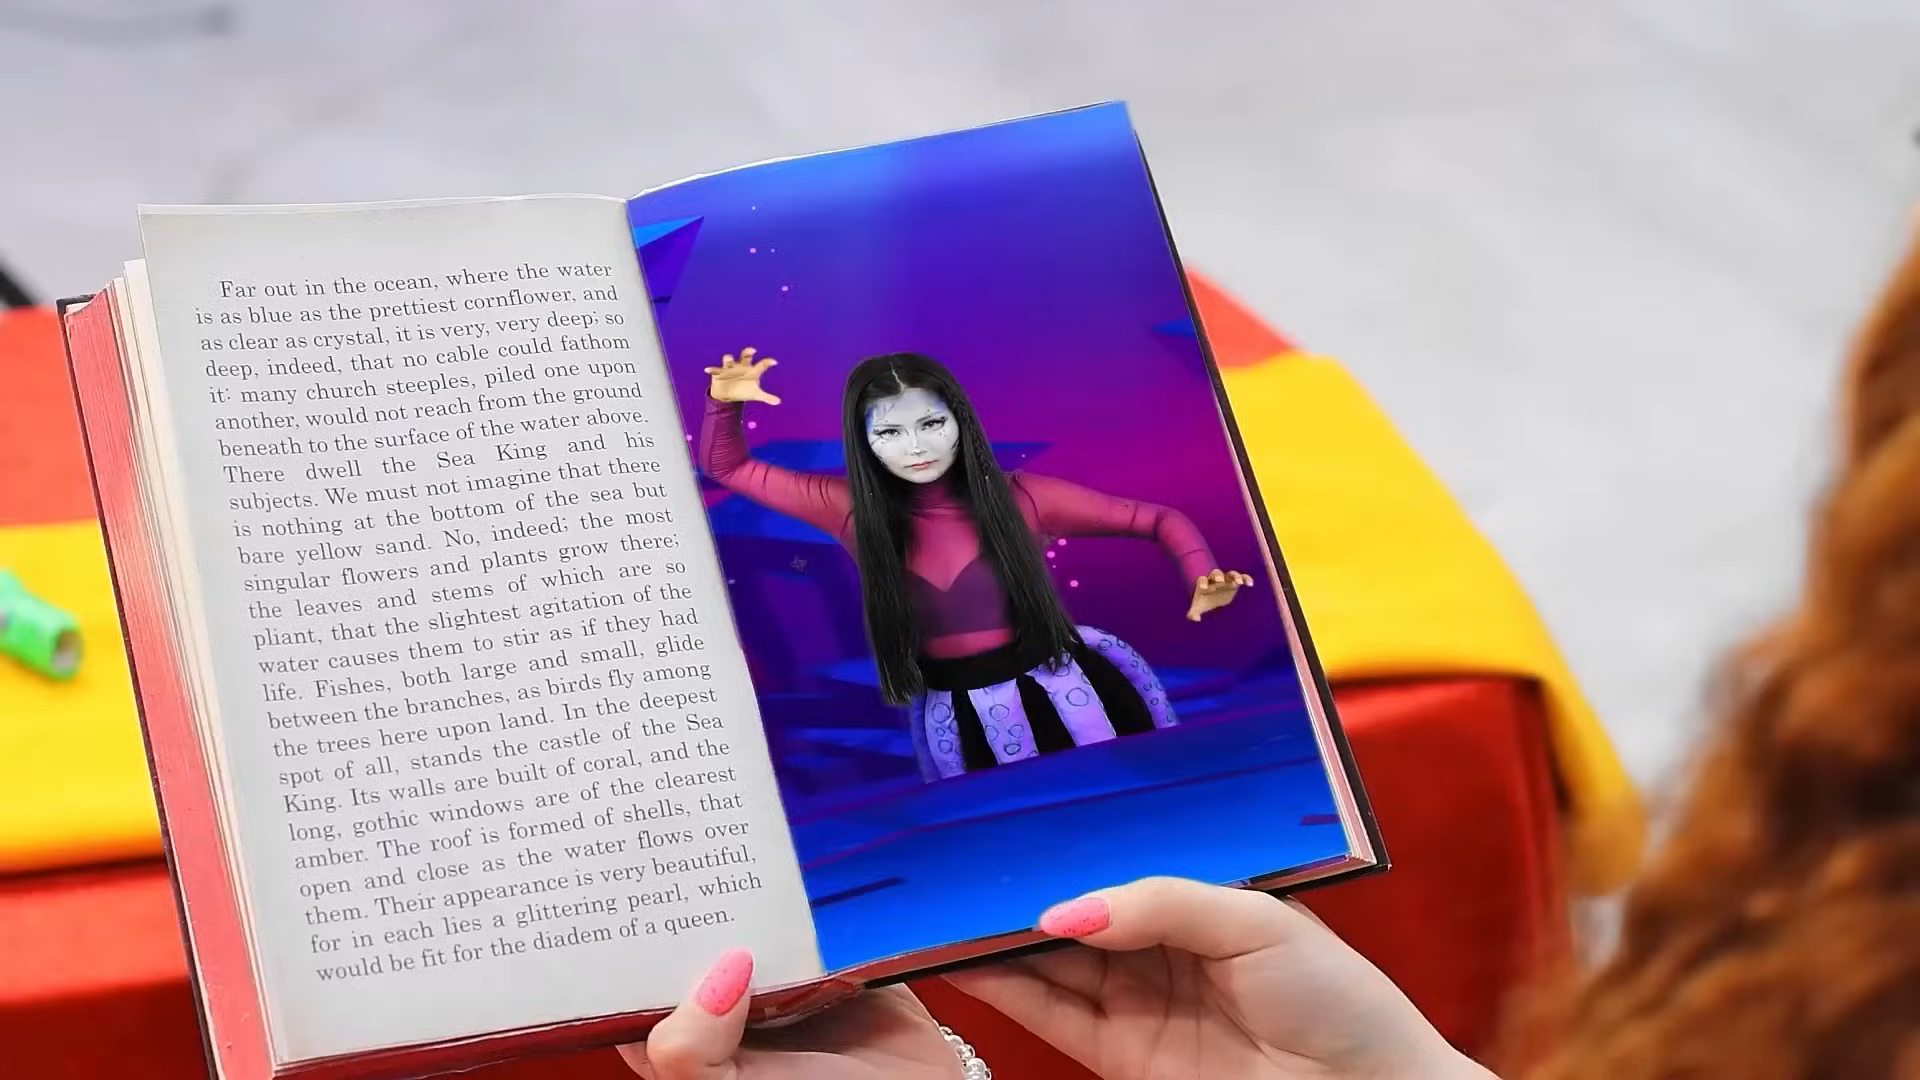 Far out in the ocean, where the water
is as blue as the prettiest cornflower, and
as clear as crystal, it is very, very deep; so
deep, indeed, that no cable could fathom
it: many church steeples, piled one upon
another, would not reach from the ground
beneath to the surface of the water above.
There dwell the Sea King and his
subjects. We must not imagine that there
is nothing at the bottom of the sea but
bare yellow sand. No, indeed; the most
singular flowers and plants grow there;
the leaves and stems of which are so
pliant, that the slightest agitation of the
water causes them to stir as if they had
life. Fishes, both large and small, glide
between the branches, as birds fly among
the trees here upon land. In the deepest
spot of all, stands the castle of the Sea
King. Its walls are built of coral, and the
long, gothic windows are of the clearest
amber. The roof is formed of shells, that
open and close as the water flows over
them. Their appearance is very beautiful,
for in each lies a glittering pearl, which
would be fit for the diadem of a queen.